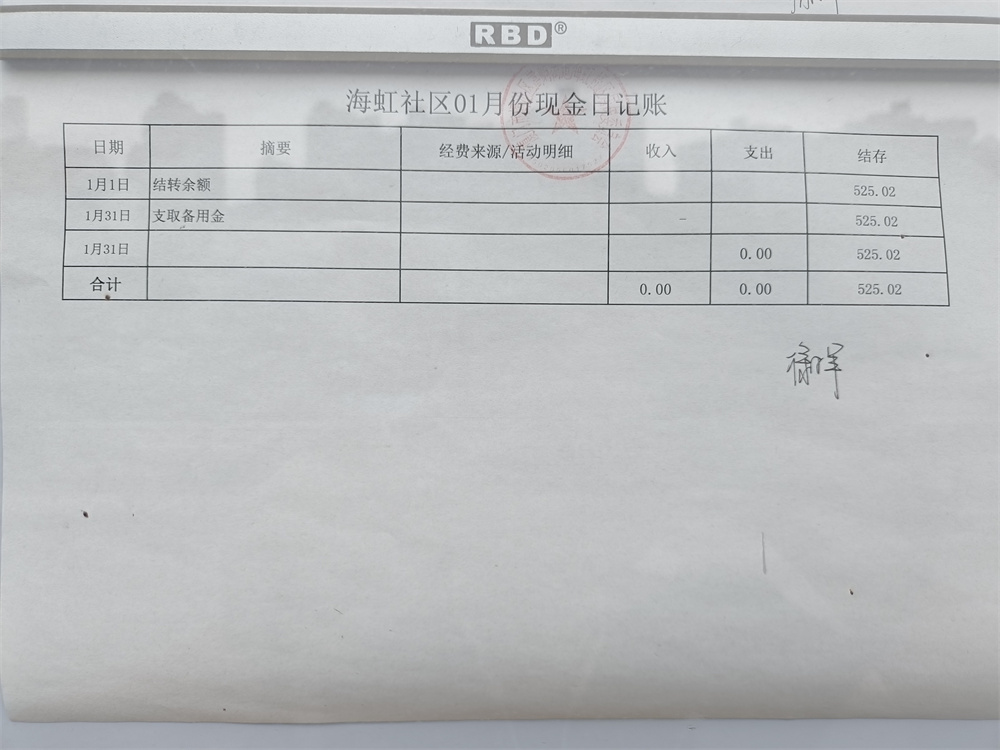 RBD®
海虹社区01月份现金日记账
日期 摘要 经费来源/活动明细 收入 支出 结存
1月1日 结转余额 525.02
1月31日 支取备用金 - 525.02
1月31日 0.00 525.02
合计 0.00 0.00 525.02